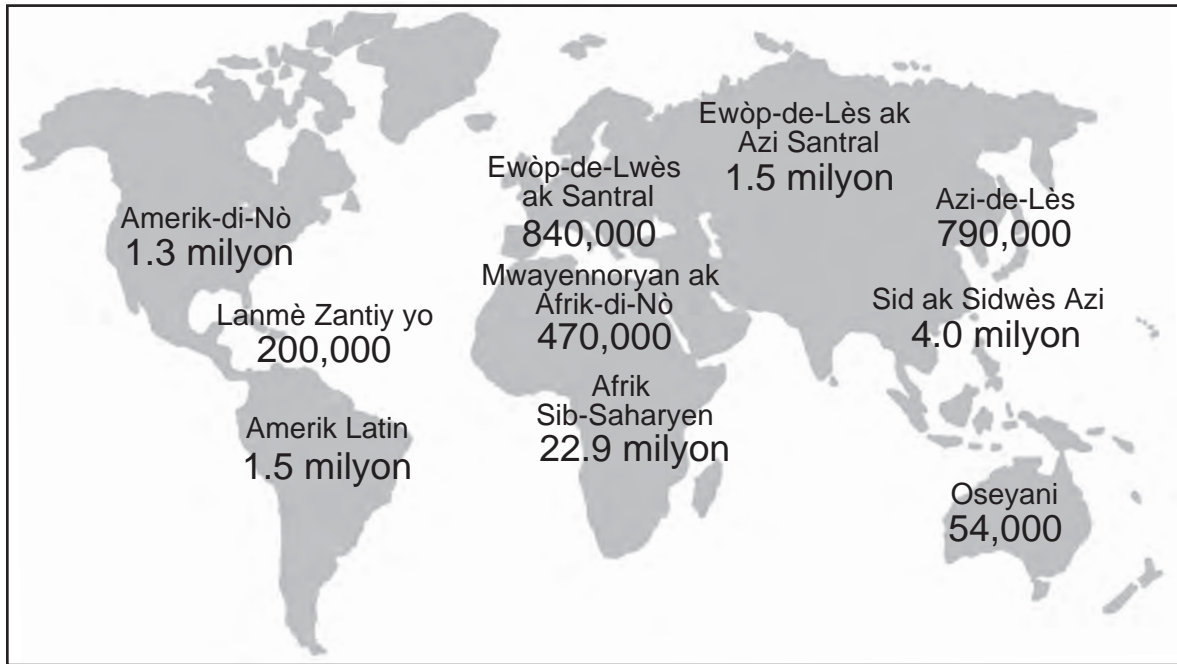 Amerik-di-Nò
1.3 milyon
Lanmè Zantiy yo
200,000
Amerik Latin
1.5 milyon
Ewòp-de-Lwès
ak Santral
840,000
Mwayennoryan ak
Afrik-di-Nò
470,000
Afrik
Sib-Saharyen
22.9 milyon
Ewòp-de-Lès ak
Azi Santral
1.5 milyon
Azi-de-Lès
790,000
Sid ak Sidwès Azi
4.0 milyon
Oseyani
54,000